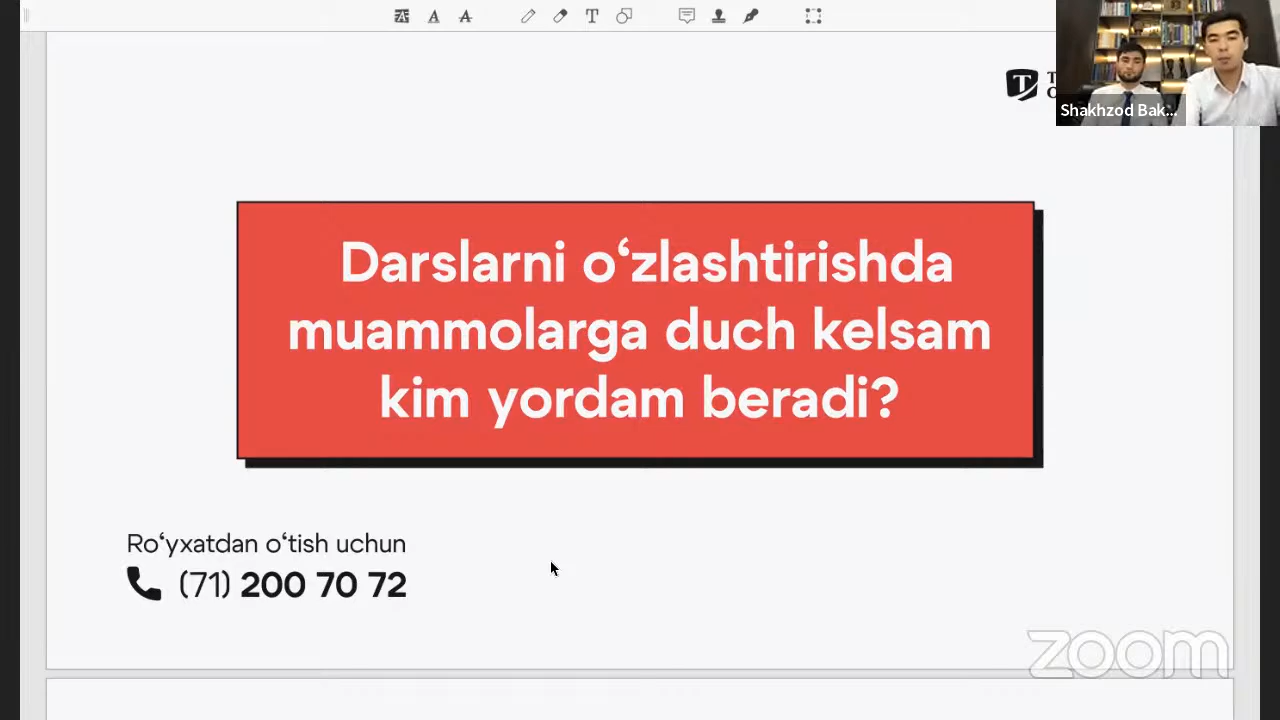 Shakhzod Bak...
Darslarni o‘zlashtirishda
muammolarga duch kelsam
kim yordam beradi?
Ro‘yxatdan o‘tish uchun
(71) 200 70 72
zoom